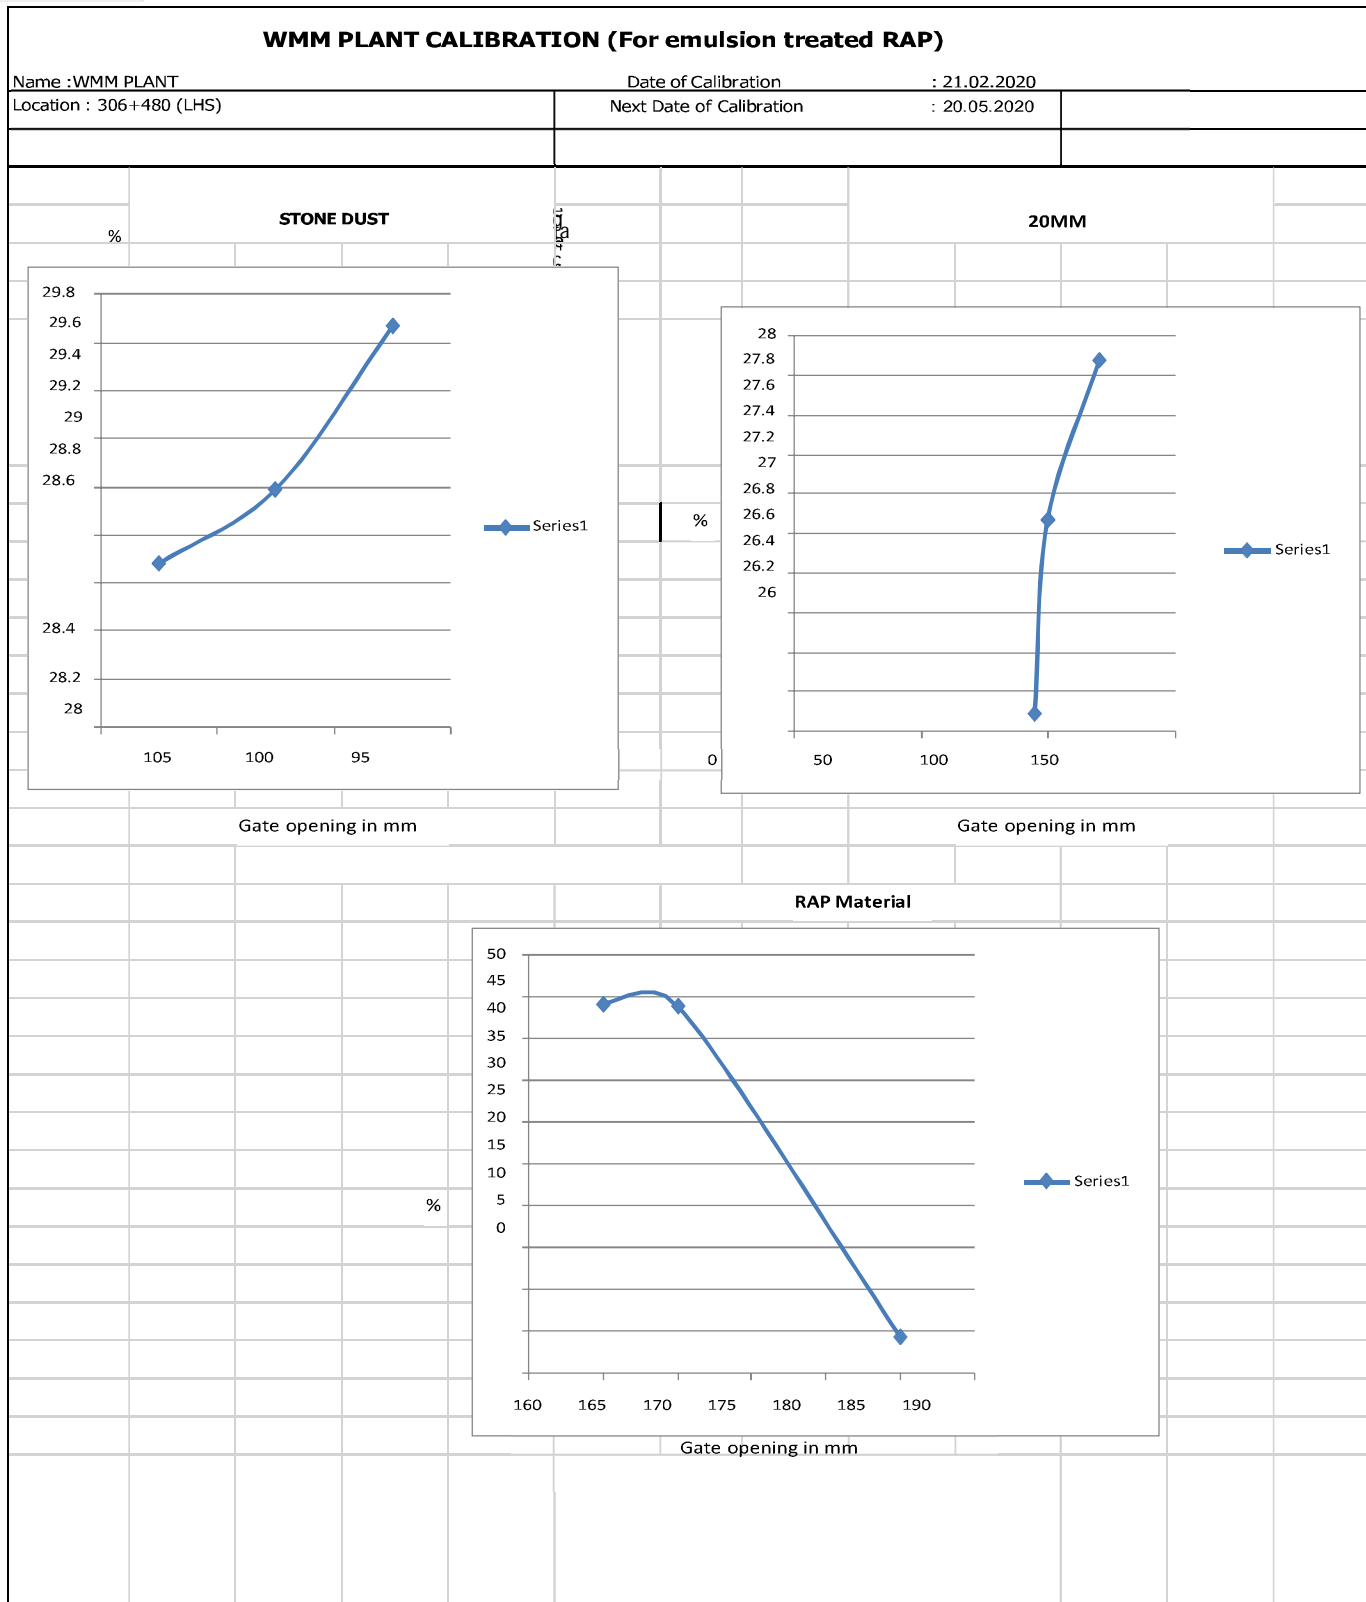 WMM PLANT CALIBRATION (For emulsion treated RAP)
Name :WMM PLANT Date of Calibration : 21.02.2020
Location : 306+480 (LHS) Next Date of Calibration : 20.05.2020
STONE DUST
%
29.8
29.6
29.4
29.2
29
28.8
28.6
28.4
28.2
28
Series1
105 100 95
Gate opening in mm
20MM
%
28
27.8
27.6
27.4
27.2
27
26.8
26.6
26.4
26.2
26
Series1
0 50 100 150
Gate opening in mm
RAP Material
%
50
45
40
35
30
25
20
15
10
5
0
Series1
160 165 170 175 180 185 190
Gate opening in mm